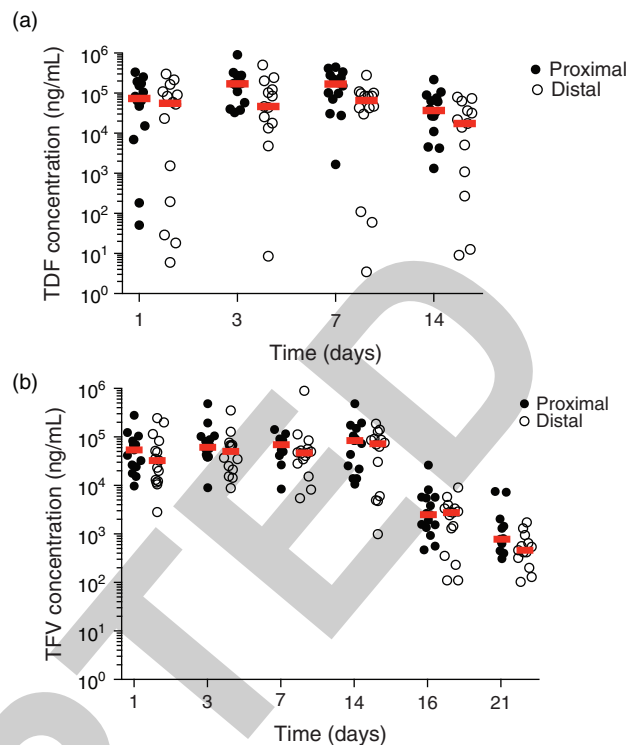 (a)
TDF concentration (ng/mL)
10⁶
10⁵
10⁴
10³
10²
10¹
10⁰
1 3 7 14
Time (days)
Proximal
Distal
(b)
TFV concentration (ng/mL)
10⁶
10⁵
10⁴
10³
10²
10¹
10⁰
1 3 7 14 16 21
Time (days)
Proximal
Distal
PTED